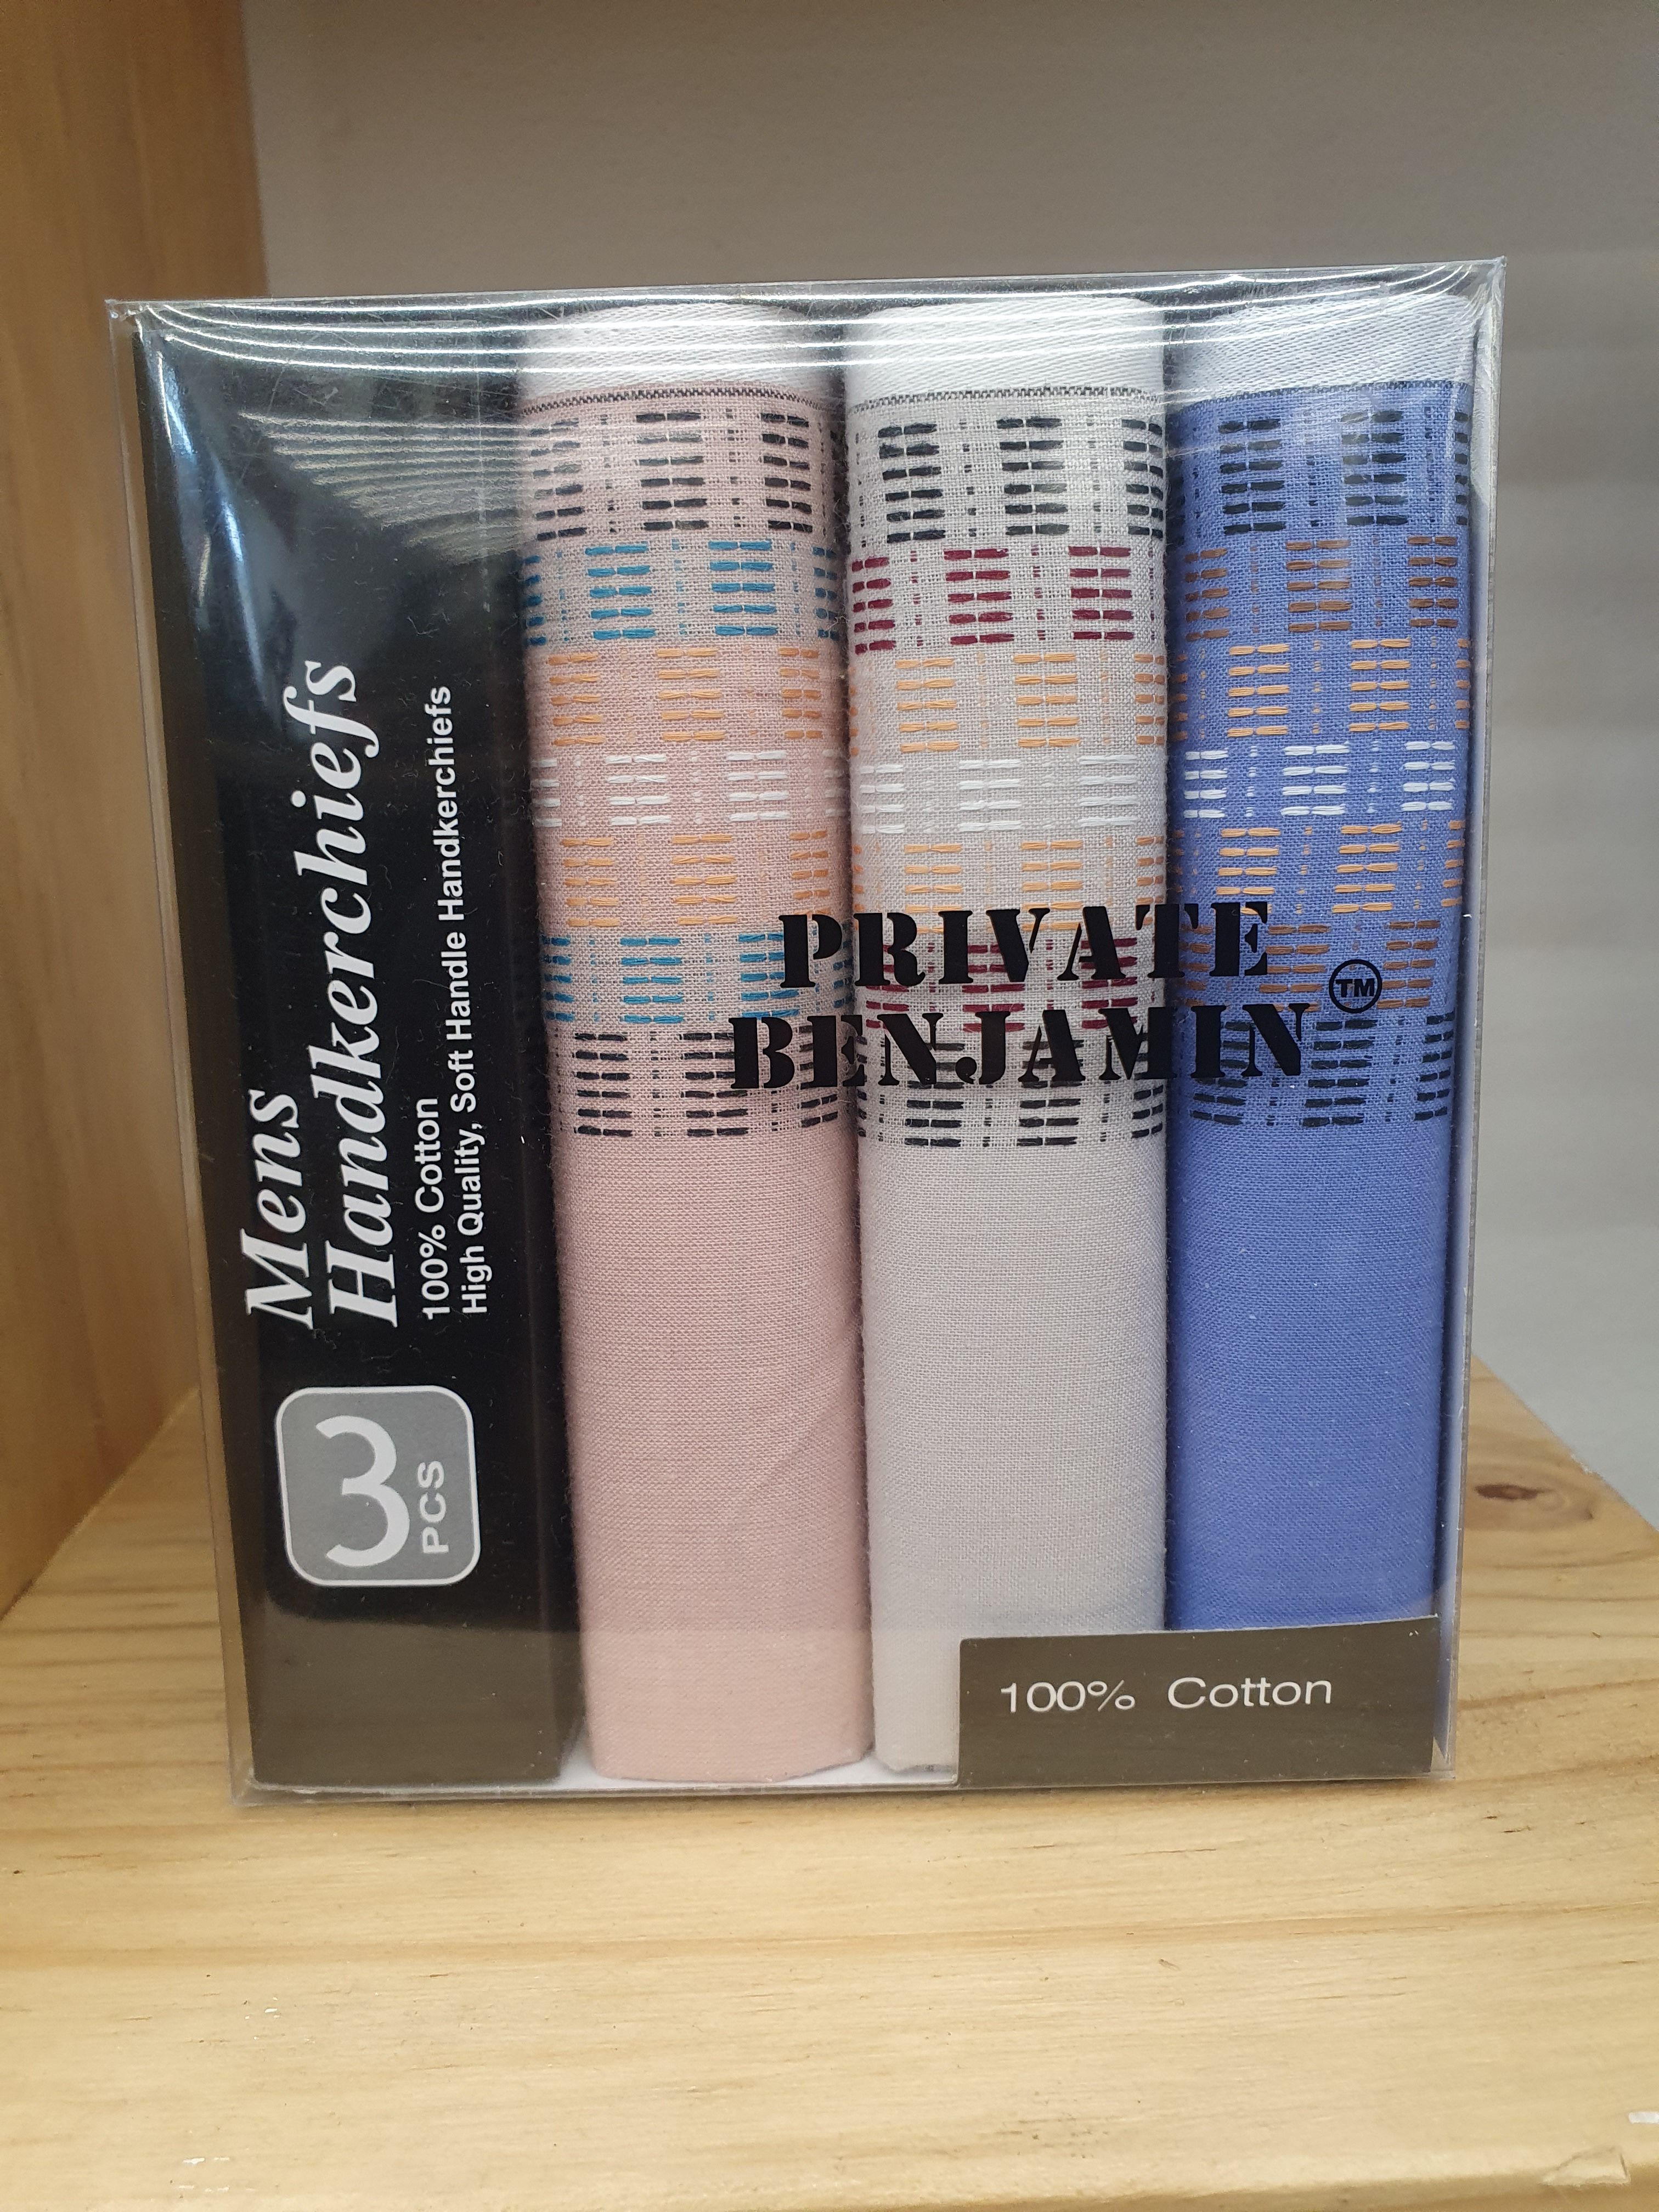 Mens
Handkerchiefs
100% Cotton
High Quality, Soft Handle Handkerchiefs
3
PCS
PRIVATE
BENJAMIN TM
100% Cotton